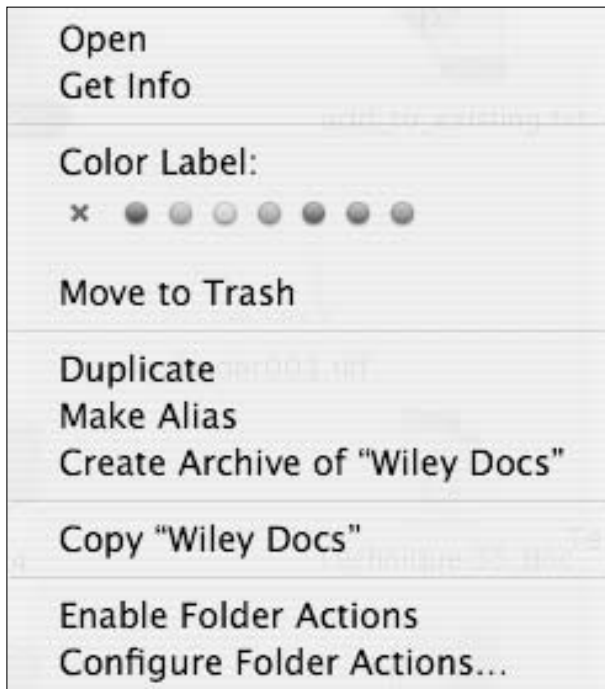 Open
Get Info
Color Label:
Move to Trash
Duplicate
Make Alias
Create Archive of “Wiley Docs”
Copy “Wiley Docs”
Enable Folder Actions
Configure Folder Actions...